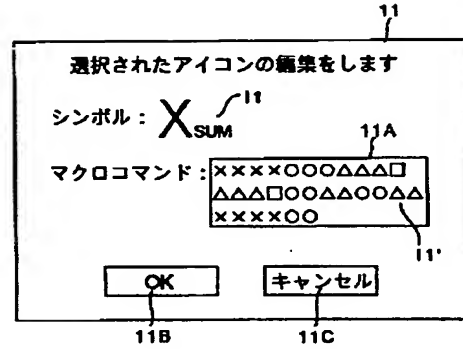 11
選択されたアイコンの編集をします
シンボル： XSUM I1
11A
マクロコマンド： ××××○○○△△△□
△△△□○○△△○○△△
××××○○
I1'
OK キャンセル
11B 11C